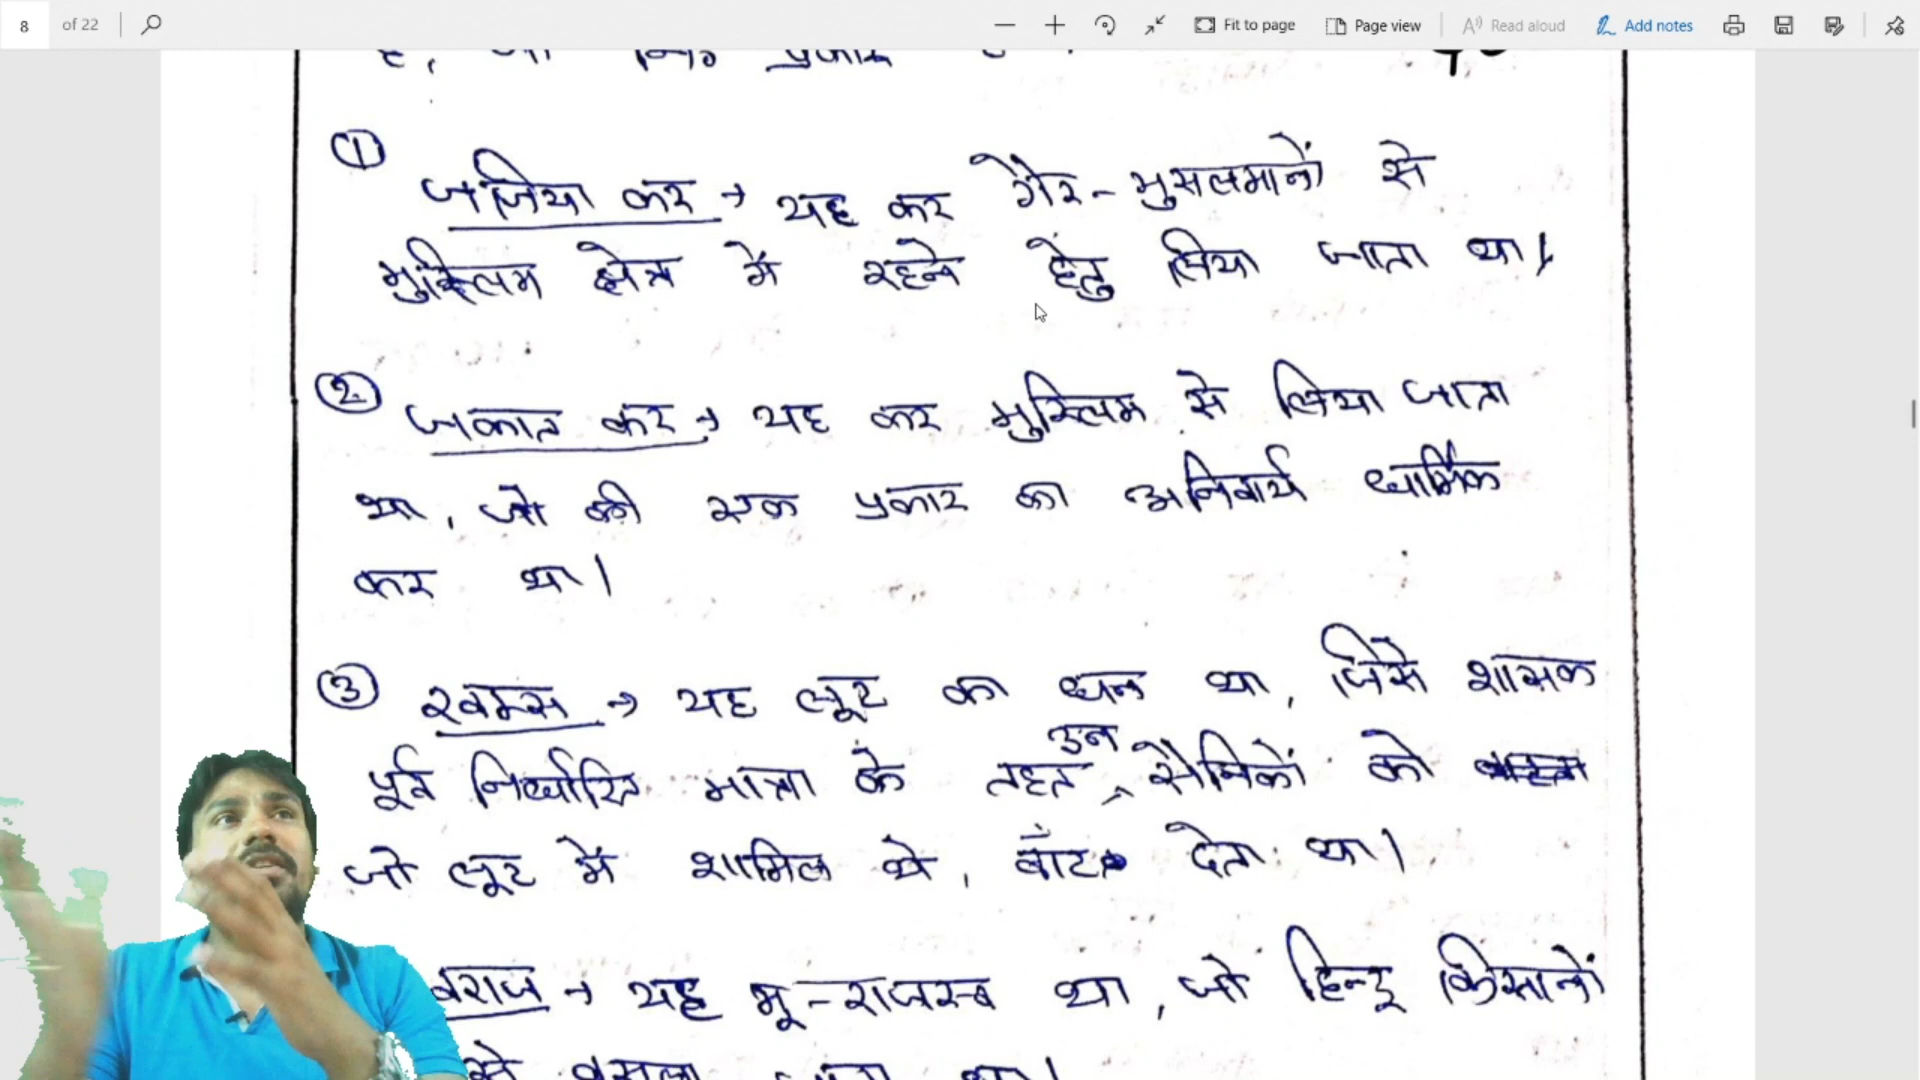 8 of 22 Fit to page Page view Read aloud Add notes
①
जजिया कर → यह कर गैर-मुसलमानों से
मुस्लिम क्षेत्र में रहने हेतु लिया जाता था।
②
जकात कर → यह कर मुस्लिम से लिया जाता
था, जो की एक प्रकार का अनिवार्य धार्मिक
कर था।
③ खम्स → यह लूट का धन था, जिसे शासक
पूर्व निर्धारित मात्रा के तहत उन सैनिकों को
जो लूट में शामिल थे, बाँट देता था।
खराज → यह भू-राजस्व था, जो हिन्दू किसानों
से था।